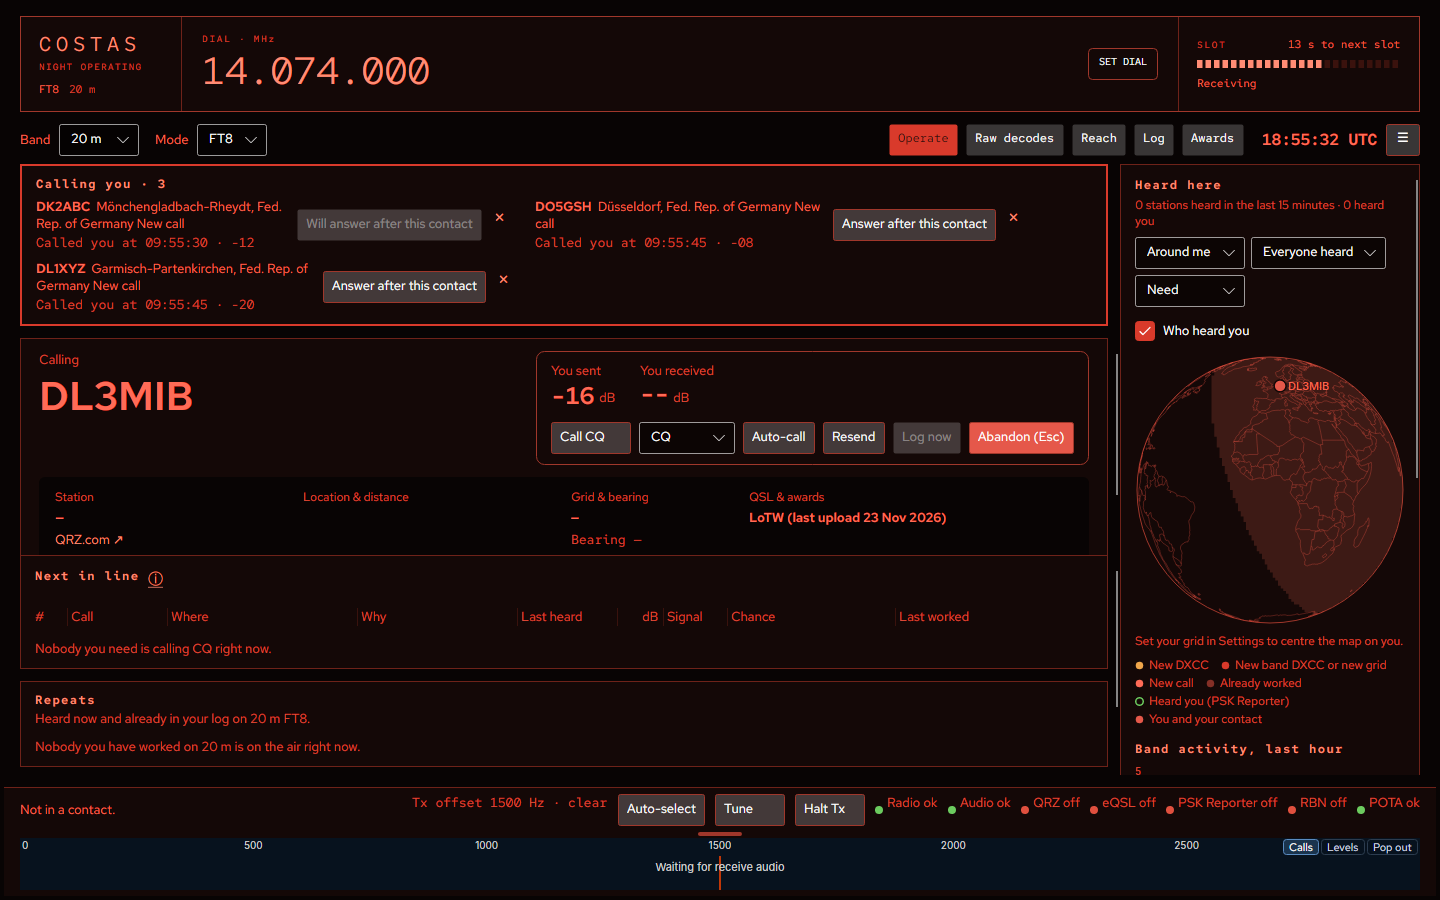 COSTAS
NIGHT OPERATING
FT8 20 m
DIAL · MHz
14.074.000
SET DIAL
SLOT
13 s to next slot
Receiving
Band
20 m
Mode
FT8
Operate
Raw decodes
Reach
Log
Awards
18:55:32 UTC
☰
Calling you · 3
DK2ABC Mönchengladbach-Rheydt, Fed.
Rep. of Germany New call
Called you at 09:55:30 · -12
Will answer after this contact
×
DO5GSH Düsseldorf, Fed. Rep. of Germany New
call
Called you at 09:55:45 · -08
Answer after this contact
×
DL1XYZ Garmisch-Partenkirchen, Fed. Rep. of
Germany New call
Called you at 09:55:45 · -20
Answer after this contact
×
Calling
DL3MIB
You sent
-16 dB
You received
-- dB
Call CQ
CQ
Auto-call
Resend
Log now
Abandon (Esc)
Station
–
QRZ.com ↗
Location & distance
Grid & bearing
–
Bearing –
QSL & awards
LoTW (last upload 23 Nov 2026)
Next in line ⓘ
# Call Where Why Last heard dB Signal Chance Last worked
Nobody you need is calling CQ right now.
Repeats
Heard now and already in your log on 20 m FT8.
Nobody you have worked on 20 m is on the air right now.
Heard here
0 stations heard in the last 15 minutes · 0 heard
you
Around me
Everyone heard
Need
Who heard you
DL3MIB
Set your grid in Settings to centre the map on you.
New DXCC
New band DXCC or new grid
New call
Already worked
Heard you (PSK Reporter)
You and your contact
Band activity, last hour
5
Not in a contact.
Tx offset 1500 Hz · clear
Auto-select
Tune
Halt Tx
Radio ok
Audio ok
QRZ off
eQSL off
PSK Reporter off
RBN off
POTA ok
0 500 1000 1500 2000 2500
Calls
Levels
Pop out
Waiting for receive audio